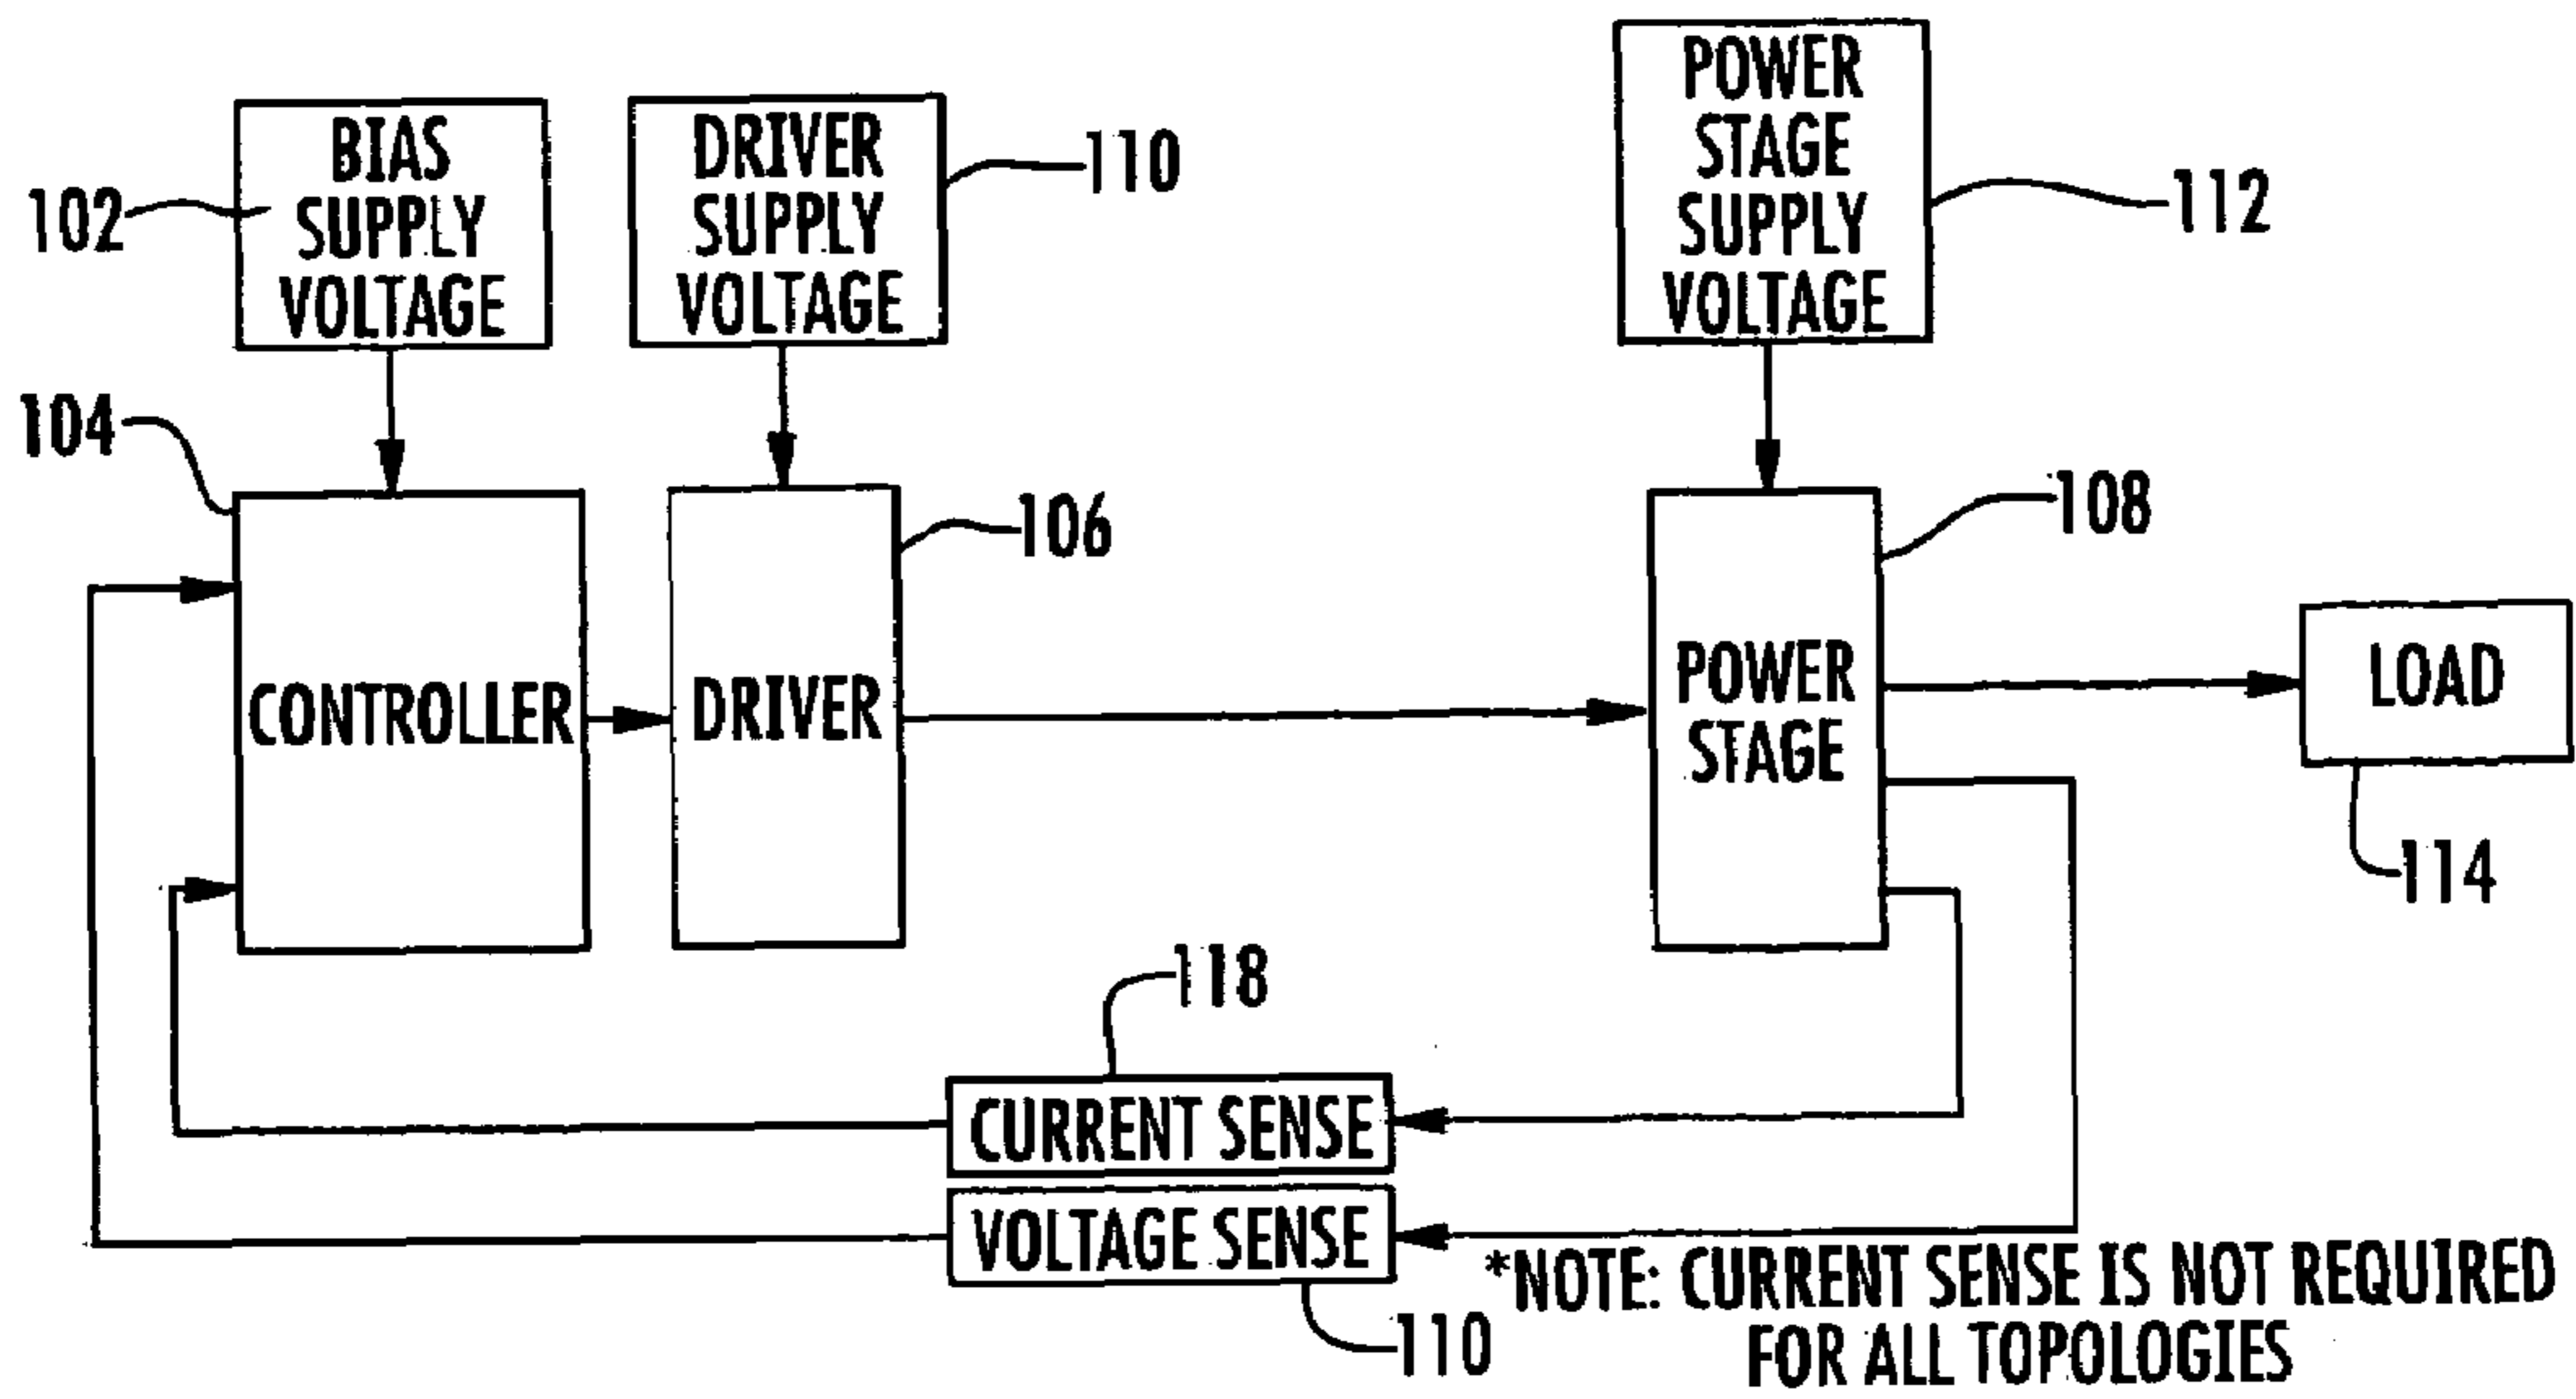 BIAS
SUPPLY
VOLTAGE
102
DRIVER
SUPPLY
VOLTAGE
110
POWER
STAGE
SUPPLY
VOLTAGE
112
104
CONTROLLER
106
DRIVER
108
POWER
STAGE
LOAD
114
118
CURRENT SENSE
VOLTAGE SENSE
110
*NOTE: CURRENT SENSE IS NOT REQUIRED
FOR ALL TOPOLOGIES